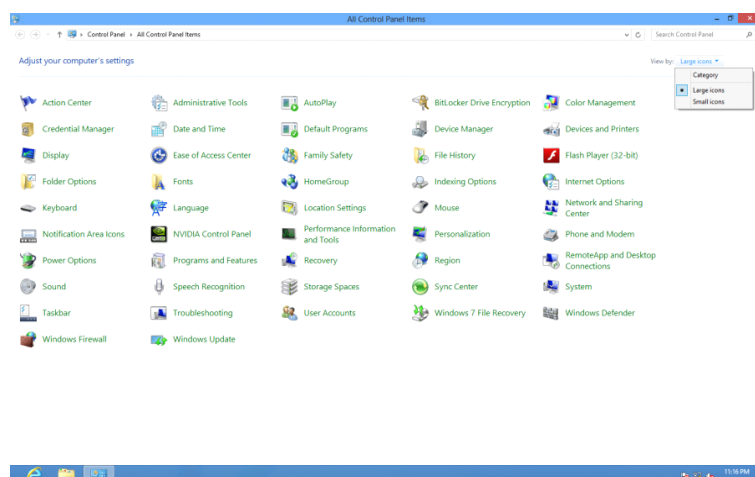 All Control Panel Items
Control Panel All Control Panel Items
Search Control Panel
Adjust your computer's settings
View by: Large icons
Category
Large icons
Small icons
Action Center
Administrative Tools
AutoPlay
BitLocker Drive Encryption
Color Management
Credential Manager
Date and Time
Default Programs
Device Manager
Devices and Printers
Display
Ease of Access Center
Family Safety
File History
Flash Player (32-bit)
Folder Options
Fonts
HomeGroup
Indexing Options
Internet Options
Keyboard
Language
Location Settings
Mouse
Network and Sharing
Center
Notification Area Icons
NVIDIA Control Panel
Performance Information
and Tools
Personalization
Phone and Modem
Power Options
Programs and Features
Recovery
Region
RemoteApp and Desktop
Connections
Sound
Speech Recognition
Storage Spaces
Sync Center
System
Taskbar
Troubleshooting
User Accounts
Windows 7 File Recovery
Windows Defender
Windows Firewall
Windows Update
11:16 PM